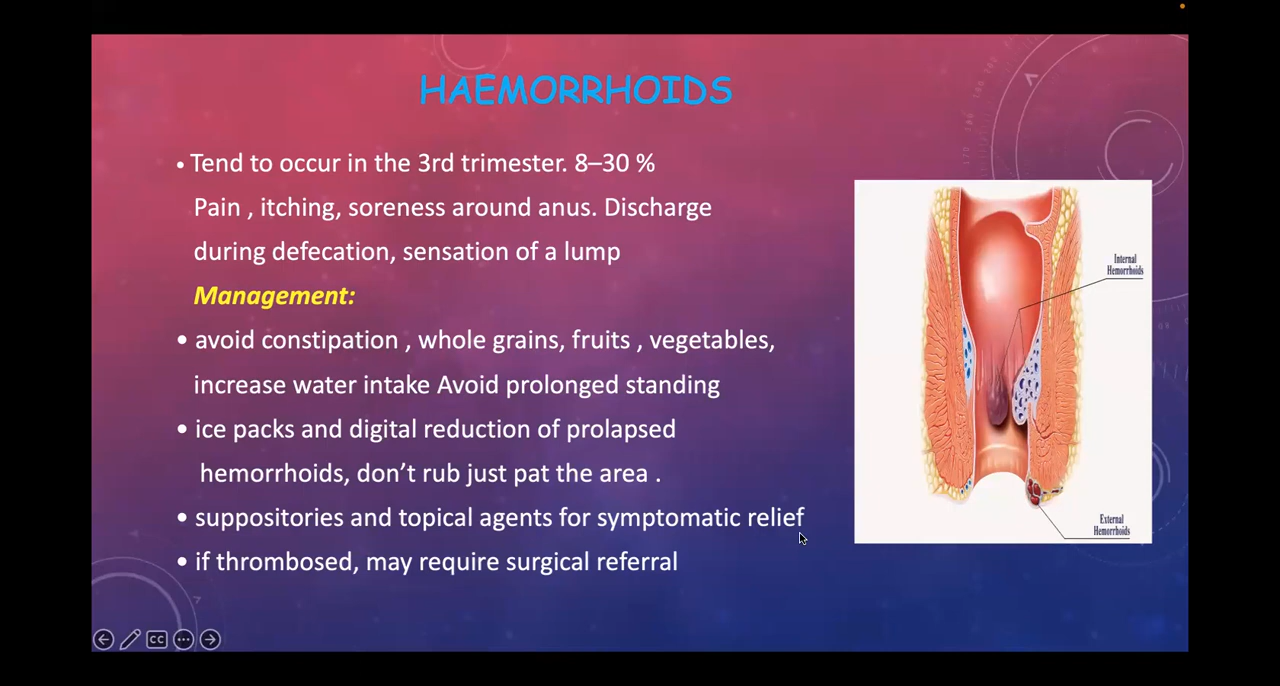 HAEMORRHOIDS
• Tend to occur in the 3rd trimester. 8–30 %
Pain , itching, soreness around anus. Discharge
during defecation, sensation of a lump
Management:
• avoid constipation , whole grains, fruits , vegetables,
increase water intake Avoid prolonged standing
• ice packs and digital reduction of prolapsed
hemorrhoids, don’t rub just pat the area .
• suppositories and topical agents for symptomatic relief
• if thrombosed, may require surgical referral
Internal
Hemorrhoids
External
Hemorrhoids
CC